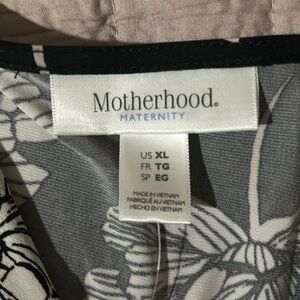 Motherhood®
MATERNITY
US XL
FR TG
SP EG
MADE IN VIETNAM
FABRIQUÉ AU VIETNAM
HECHO EN VIETNAM